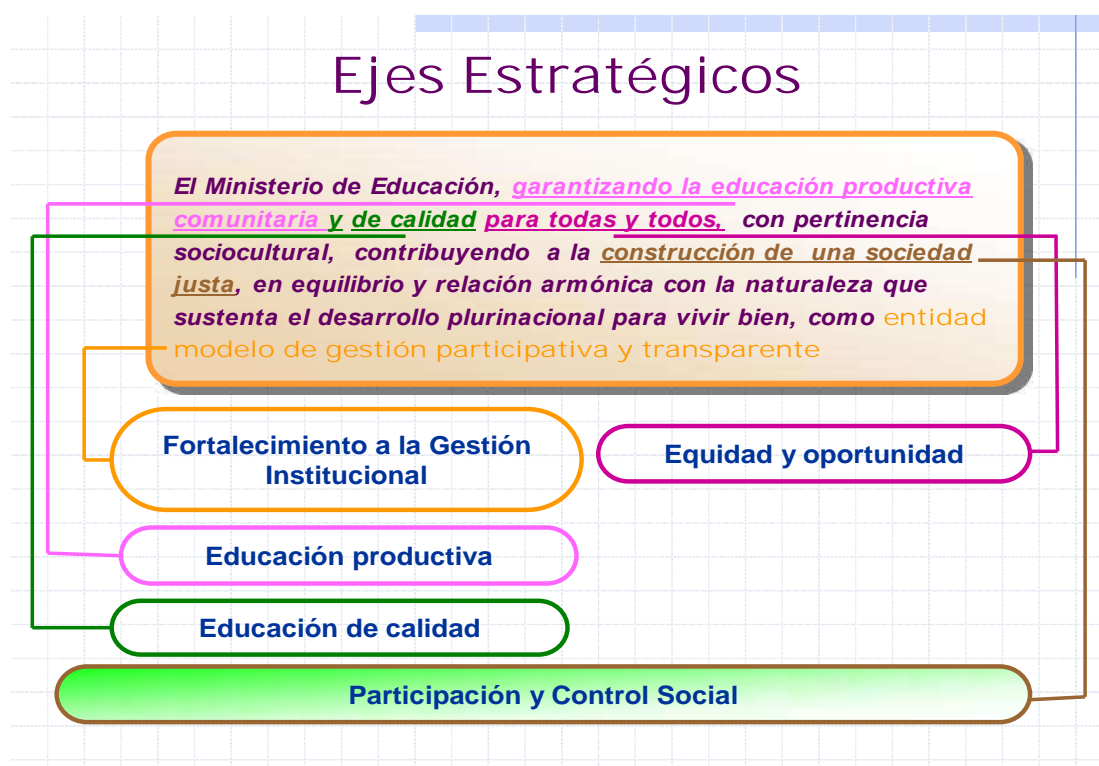 Ejes Estratégicos
El Ministerio de Educación, garantizando la educación productiva
comunitaria y de calidad para todas y todos, con pertinencia
sociocultural, contribuyendo a la construcción de una sociedad
justa, en equilibrio y relación armónica con la naturaleza que
sustenta el desarrollo plurinacional para vivir bien, como entidad
modelo de gestión participativa y transparente
Fortalecimiento a la Gestión
Institucional
Equidad y oportunidad
Educación productiva
Educación de calidad
Participación y Control Social